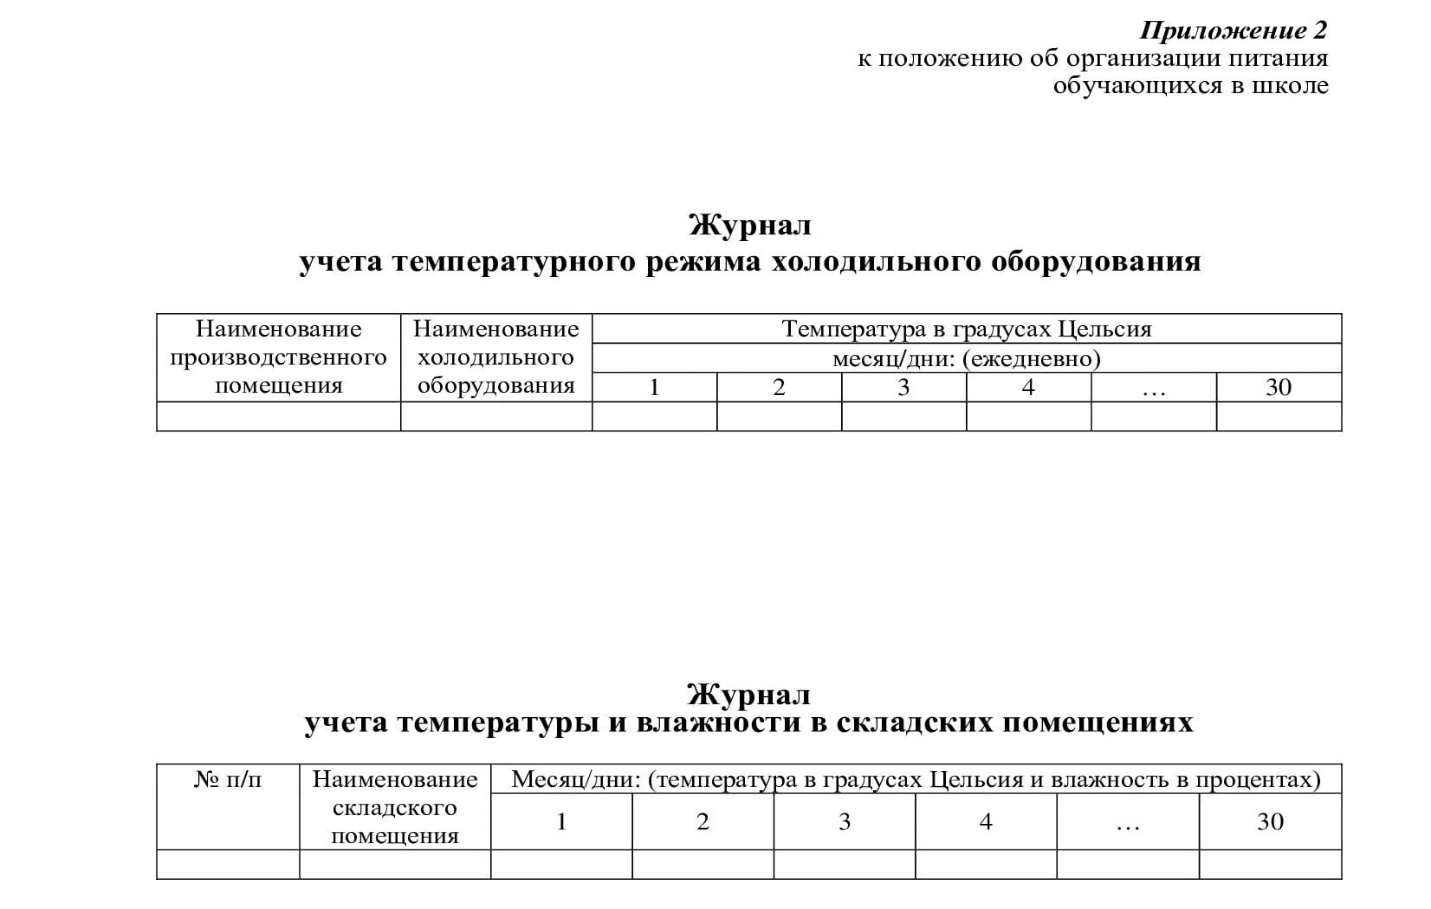 Приложение 2
к положению об организации питания
обучающихся в школе
Журнал
учета температурного режима холодильного оборудования
Наименование производственного помещения
Наименование холодильного оборудования
Температура в градусах Цельсия
месяц/дни: (ежедневно)
1 2 3 4 … 30
Журнал
учета температуры и влажности в складских помещениях
№ п/п
Наименование складского помещения
Месяц/дни: (температура в градусах Цельсия и влажность в процентах)
1 2 3 4 … 30